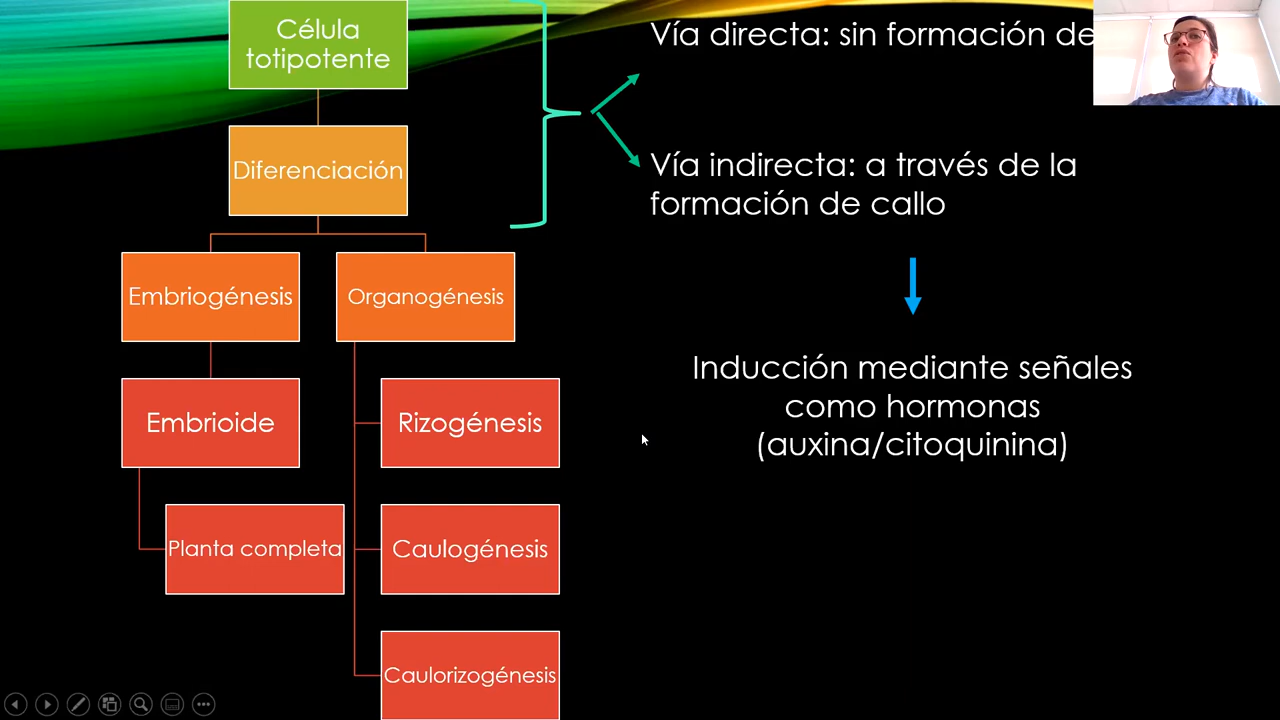 Célula
totipotente
Diferenciación
Embriogénesis
Organogénesis
Embrioide
Rizogénesis
Planta completa
Caulogénesis
Caulorizogénesis
Vía directa: sin formación de
Vía indirecta: a través de la
formación de callo
Inducción mediante señales
como hormonas
(auxina/citoquinina)